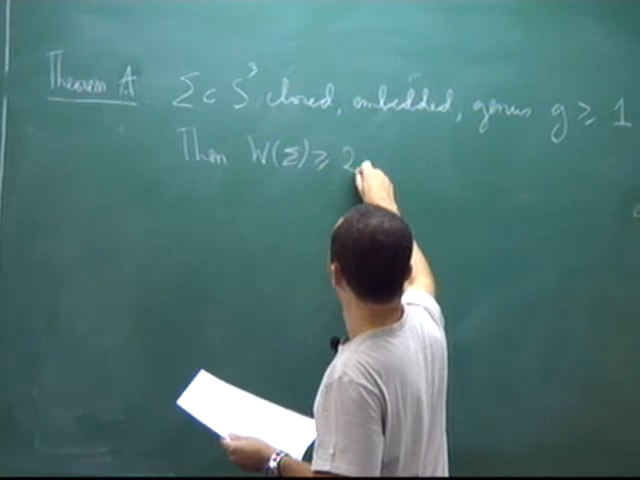 Theorem A Σ ⊂ S³ closed, embedded, genus g ≥ 1
Then W(Σ) ≥ 2